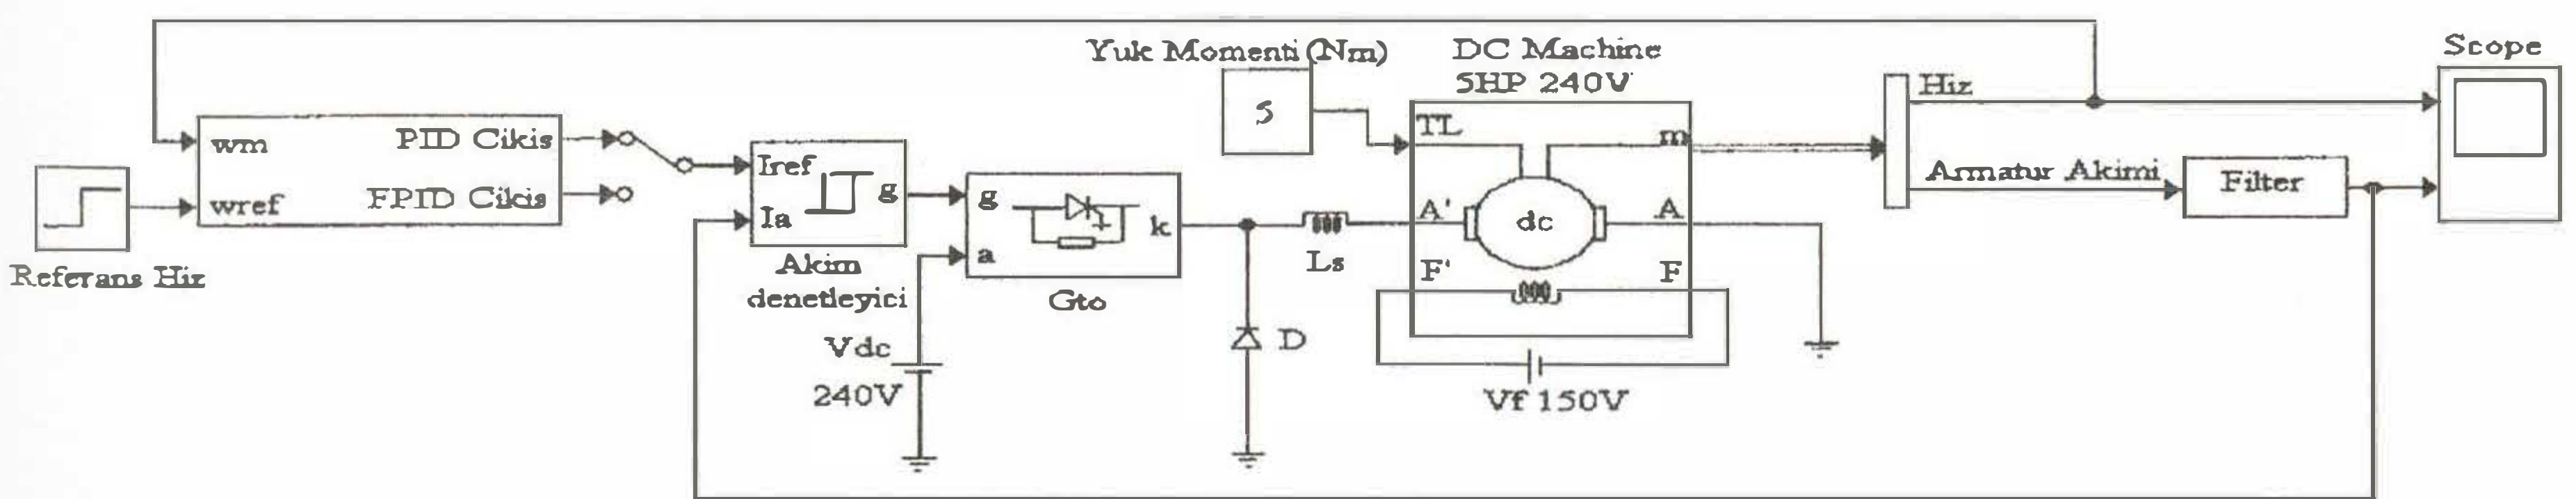 Yuk Momenti (Nm)
DC Machine
5HP 240V
Scope
Hiz
5
TL
m
wm
PID Cikis
Iref
g
wref
FPID Cikis
Ia
g
a
k
A'
dc
A
Armatur Akimi
Filter
Referans Hiz
Akim
denetleyici
Gto
Ls
F'
F
Vdc
240V
D
Vf 150V